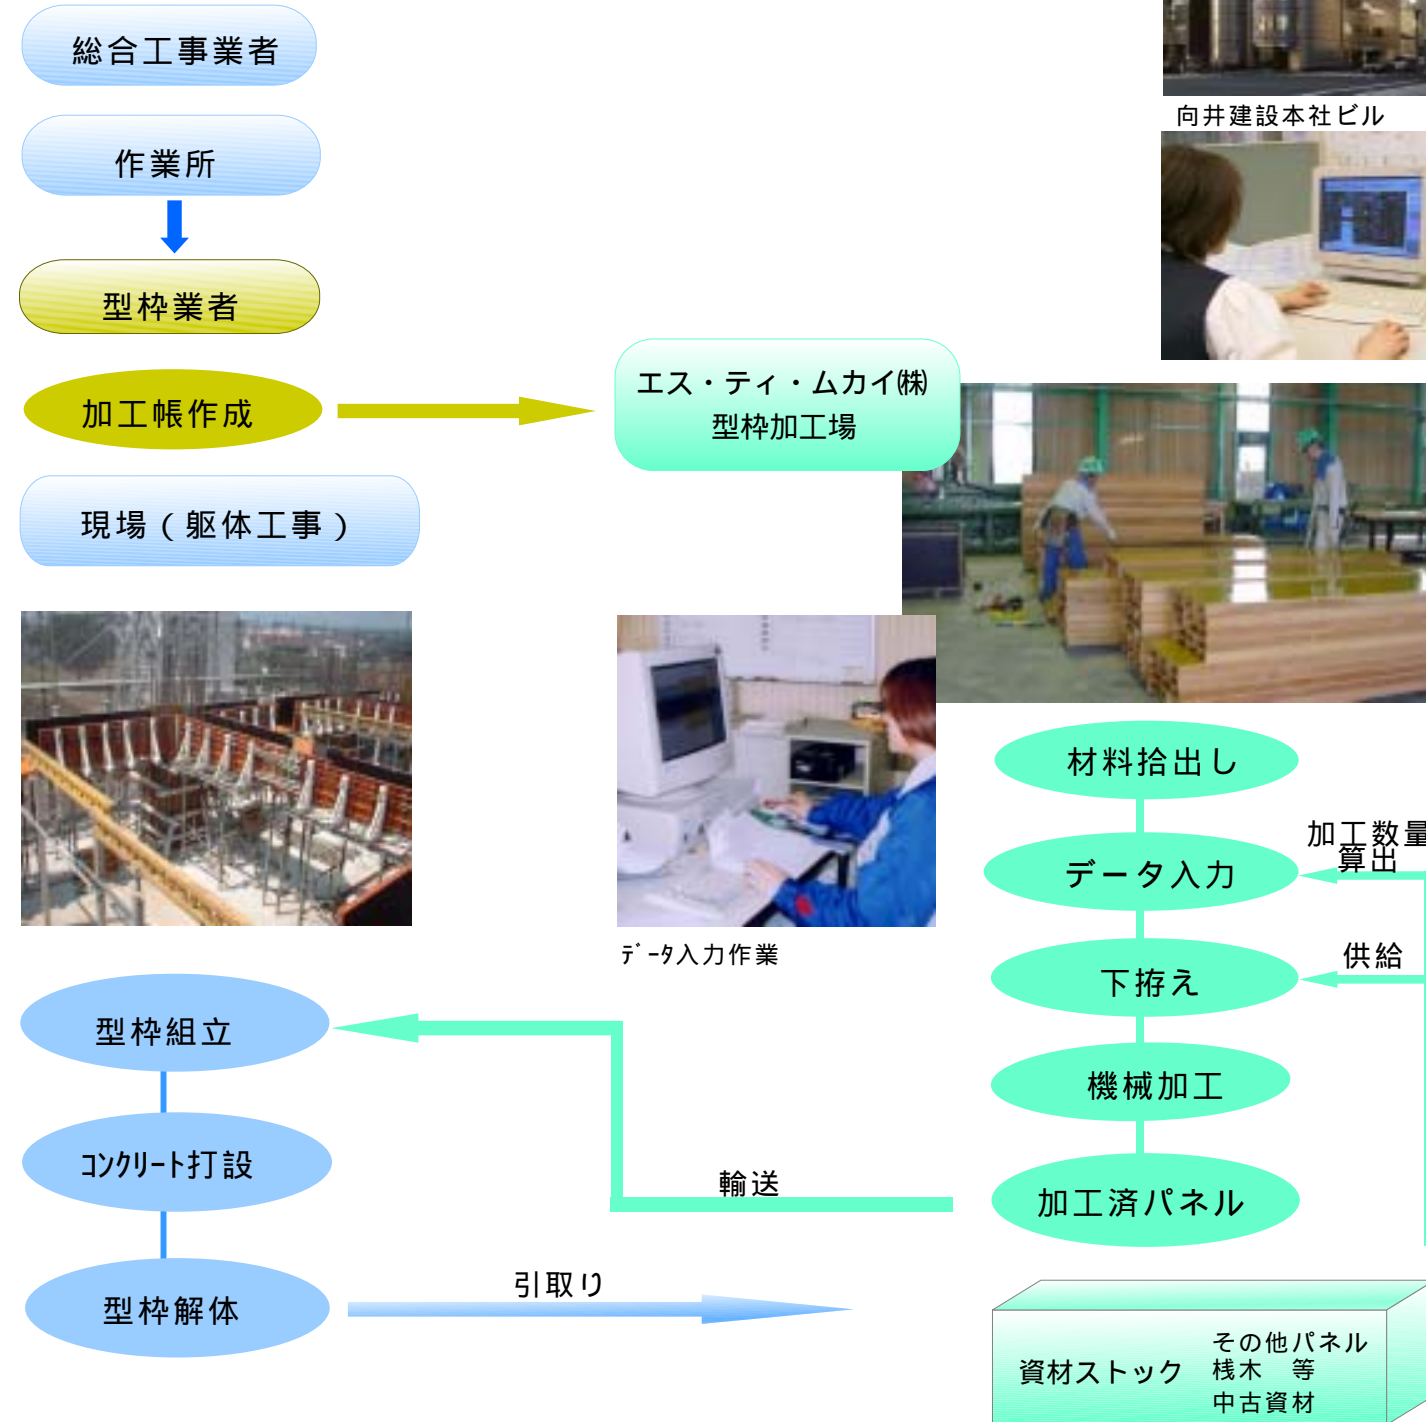 総合工事業者
向井建設本社ビル
作業所
型枠業者
エス・ティ・ムカイ㈱
型枠加工場
加工帳作成
現場（躯体工事）
材料拾出し
加工数量
算出
データ入力
ﾃﾞｰﾀ入力作業
供給
下拵え
型枠組立
機械加工
ｺﾝｸﾘｰﾄ打設
輸送
加工済パネル
引取り
型枠解体
資材ストック
その他パネル
桟木　等
中古資材